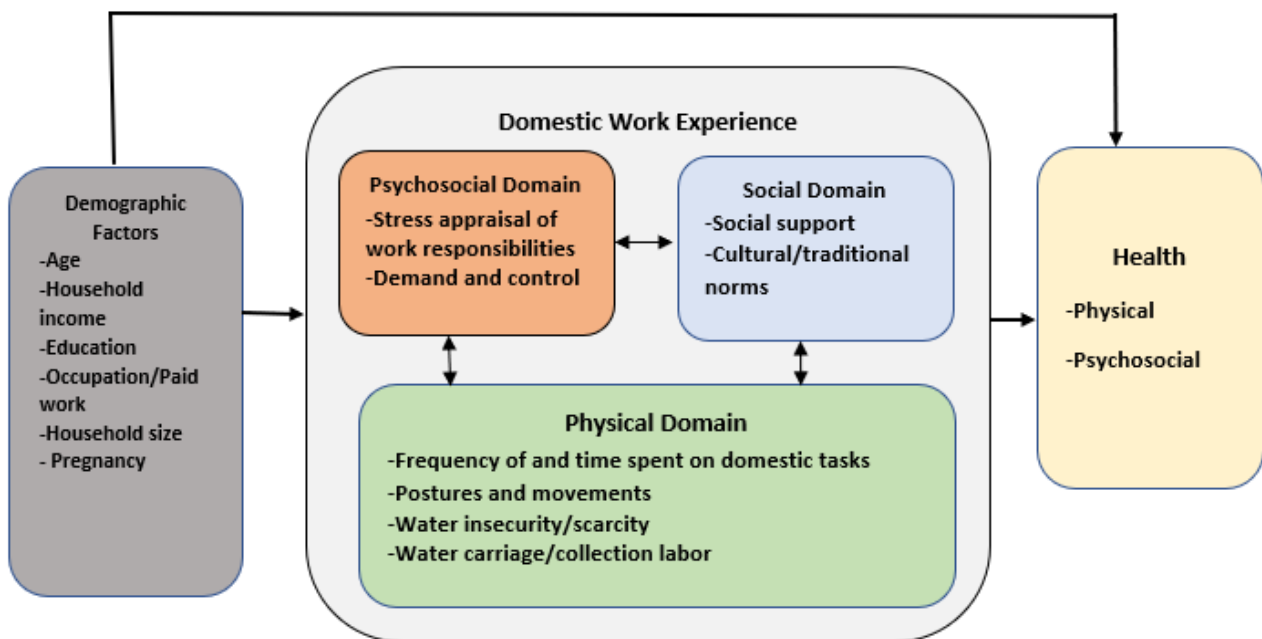 Demographic
Factors
-Age
-Household
income
-Education
-Occupation/Paid
work
-Household size
- Pregnancy
Domestic Work Experience
Psychosocial Domain
-Stress appraisal of
work responsibilities
-Demand and control
Social Domain
-Social support
-Cultural/traditional
norms
Physical Domain
-Frequency of and time spent on domestic tasks
-Postures and movements
-Water insecurity/scarcity
-Water carriage/collection labor
Health
-Physical
-Psychosocial